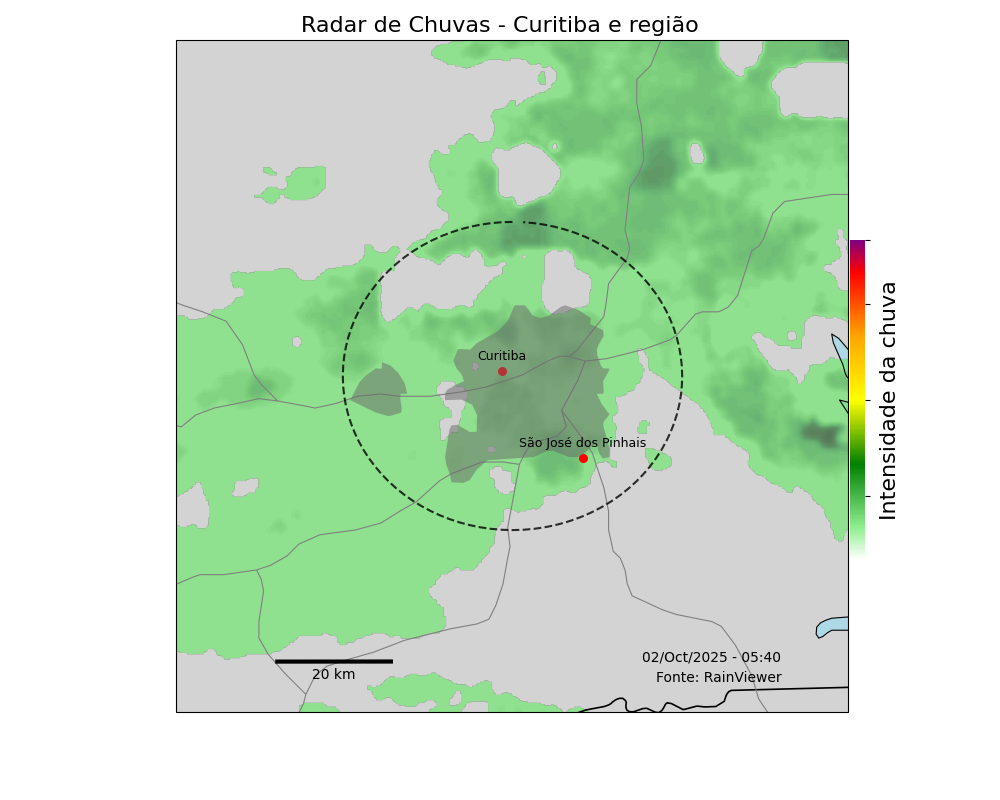 Radar de Chuvas - Curitiba e região
Curitiba
São José dos Pinhais
Intensidade da chuva
02/Oct/2025 - 05:40
Fonte: RainViewer
20 km